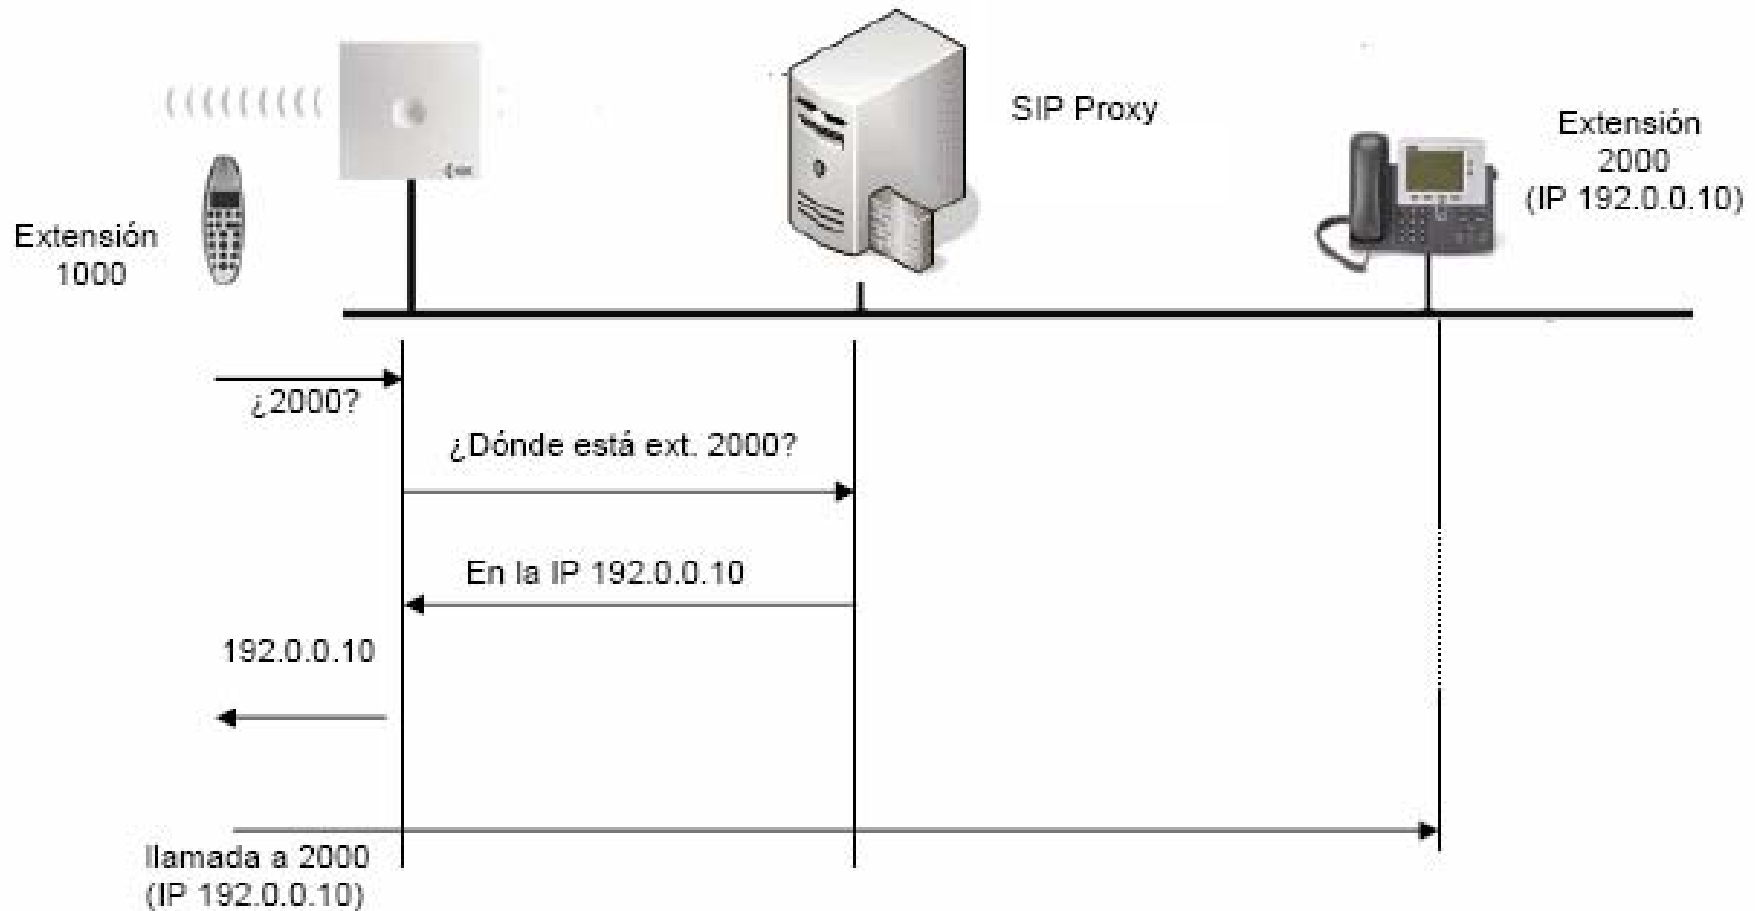 SIP Proxy
Extensión
2000
(IP 192.0.0.10)
Extensión
1000
¿2000?
¿Dónde está ext. 2000?
En la IP 192.0.0.10
192.0.0.10
llamada a 2000
(IP 192.0.0.10)